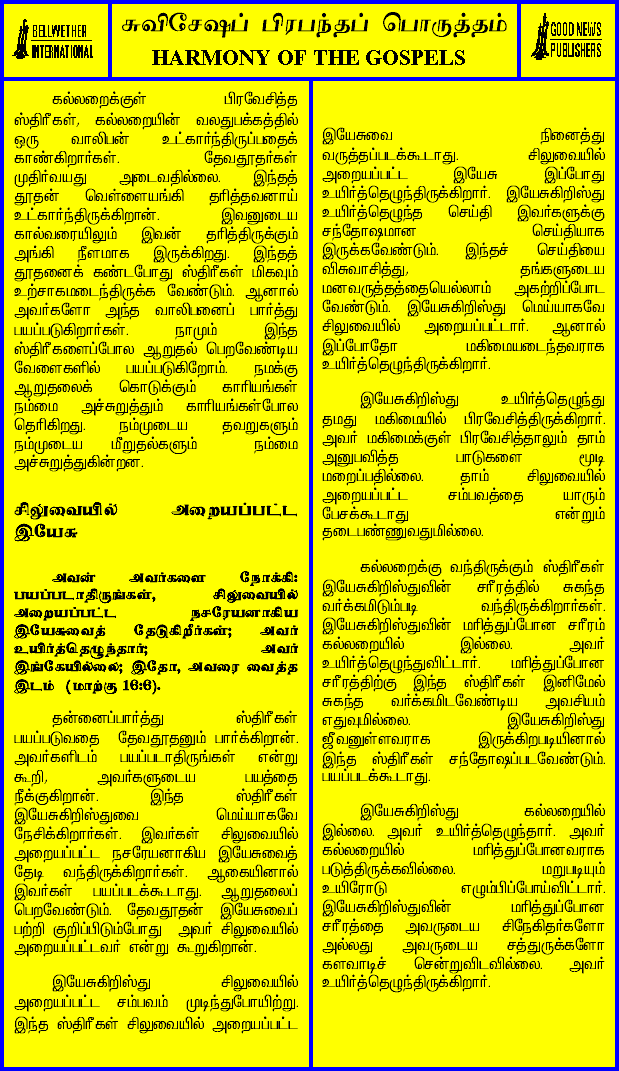 BELLWETHER
INTERNATIONAL
சுவிசேஷப் பிரபந்தப் பொருத்தம்
HARMONY OF THE GOSPELS
GOOD NEWS
PUBLISHERS
கல்லறைக்குள் பிரவேசித்த
ஸ்திரீகள், கல்லறையின் வலதுபக்கத்தில்
ஒரு வாலிபன் உட்கார்ந்திருப்பதைக்
காண்கிறார்கள். தேவதூதர்கள்
முதிர்வயது அடைவதில்லை. இந்தத்
தூதன் வெள்ளையங்கி தரித்தவனாய்
உட்கார்ந்திருக்கிறான். இவனுடைய
கால்வரையிலும் இவன் தரித்திருக்கும்
அங்கி நீளமாக இருக்கிறது. இந்தத்
தூதனைக் கண்டபோது ஸ்திரீகள் மிகவும்
உற்சாகமடைந்திருக்க வேண்டும். ஆனால்
அவர்களோ அந்த வாலிபனைப் பார்த்து
பயப்படுகிறார்கள். நாமும் இந்த
ஸ்திரீகளைப்போல ஆறுதல் பெறவேண்டிய
வேளைகளில் பயப்படுகிறோம். நமக்கு
ஆறுதலைக் கொடுக்கும் காரியங்கள்
நம்மை அச்சுறுத்தும் காரியங்கள்போல
தெரிகிறது. நம்முடைய தவறுகளும்
நம்முடைய மீறுதல்களும் நம்மை
அச்சுறுத்துகின்றன.
சிலுவையில் அறையப்பட்ட
இயேசு
அவன் அவர்களை நோக்கி:
பயப்படாதிருங்கள், சிலுவையில்
அறையப்பட்ட நசரேயனாகிய
இயேசுவைத் தேடுகிறீர்கள்; அவர்
உயிர்த்தெழுந்தார்; அவர்
இங்கேயில்லை; இதோ, அவரை வைத்த
இடம் (மாற்கு 16:6).
தன்னைப்பார்த்து ஸ்திரீகள்
பயப்படுவதை தேவதூதனும் பார்க்கிறான்.
அவர்களிடம் பயப்படாதிருங்கள் என்று
கூறி, அவர்களுடைய பயத்தை
நீக்குகிறான். இந்த ஸ்திரீகள்
இயேசுகிறிஸ்துவை மெய்யாகவே
நேசிக்கிறார்கள். இவர்கள் சிலுவையில்
அறையப்பட்ட நசரேயனாகிய இயேசுவைத்
தேடி வந்திருக்கிறார்கள். ஆகையினால்
இவர்கள் பயப்படக்கூடாது. ஆறுதலைப்
பெறவேண்டும். தேவதூதன் இயேசுவைப்
பற்றி குறிப்பிடும்போது அவர் சிலுவையில்
அறையப்பட்டவர் என்று கூறுகிறான்.
இயேசுகிறிஸ்து சிலுவையில்
அறையப்பட்ட சம்பவம் முடிந்துபோயிற்று.
இந்த ஸ்திரீகள் சிலுவையில் அறையப்பட்ட
இயேசுவை நினைத்து
வருத்தப்படக்கூடாது. சிலுவையில்
அறையப்பட்ட இயேசு இப்போது
உயிர்த்தெழுந்திருக்கிறார். இயேசுகிறிஸ்து
உயிர்த்தெழுந்த செய்தி இவர்களுக்கு
சந்தோஷமான செய்தியாக
இருக்கவேண்டும். இந்தச் செய்தியை
விசுவாசித்து, தங்களுடைய
மனவருத்தத்தையெல்லாம் அகற்றிப்போட
வேண்டும். இயேசுகிறிஸ்து மெய்யாகவே
சிலுவையில் அறையப்பட்டார். ஆனால்
இப்போதோ மகிமையடைந்தவராக
உயிர்த்தெழுந்திருக்கிறார்.
இயேசுகிறிஸ்து உயிர்த்தெழுந்து
தமது மகிமையில் பிரவேசித்திருக்கிறார்.
அவர் மகிமைக்குள் பிரவேசித்தாலும் தாம்
அனுபவித்த பாடுகளை மூடி
மறைப்பதில்லை. தாம் சிலுவையில்
அறையப்பட்ட சம்பவத்தை யாரும்
பேசக்கூடாது என்றும்
தடைபண்ணுவதுமில்லை.
கல்லறைக்கு வந்திருக்கும் ஸ்திரீகள்
இயேசுகிறிஸ்துவின் சரீரத்தில் சுகந்த
வர்க்கமிடும்படி வந்திருக்கிறார்கள்.
இயேசுகிறிஸ்துவின் மரித்துப்போன சரீரம்
கல்லறையில் இல்லை. அவர்
உயிர்த்தெழுந்துவிட்டார். மரித்துப்போன
சரீரத்திற்கு இந்த ஸ்திரீகள் இனிமேல்
சுகந்த வர்க்கமிடவேண்டிய அவசியம்
எதுவுமில்லை. இயேசுகிறிஸ்து
ஜீவனுள்ளவராக இருக்கிறபடியினால்
இந்த ஸ்திரீகள் சந்தோஷப்படவேண்டும்.
பயப்படக்கூடாது.
இயேசுகிறிஸ்து கல்லறையில்
இல்லை. அவர் உயிர்த்தெழுந்தார். அவர்
கல்லறையில் மரித்துப்போனவராக
படுத்திருக்கவில்லை. மறுபடியும்
உயிரோடு எழும்பிப்போய்விட்டார்.
இயேசுகிறிஸ்துவின் மரித்துப்போன
சரீரத்தை அவருடைய சிநேகிதர்களோ
அல்லது அவருடைய சத்துருக்களோ
களவாடிச் சென்றுவிடவில்லை. அவர்
உயிர்த்தெழுந்திருக்கிறார்.